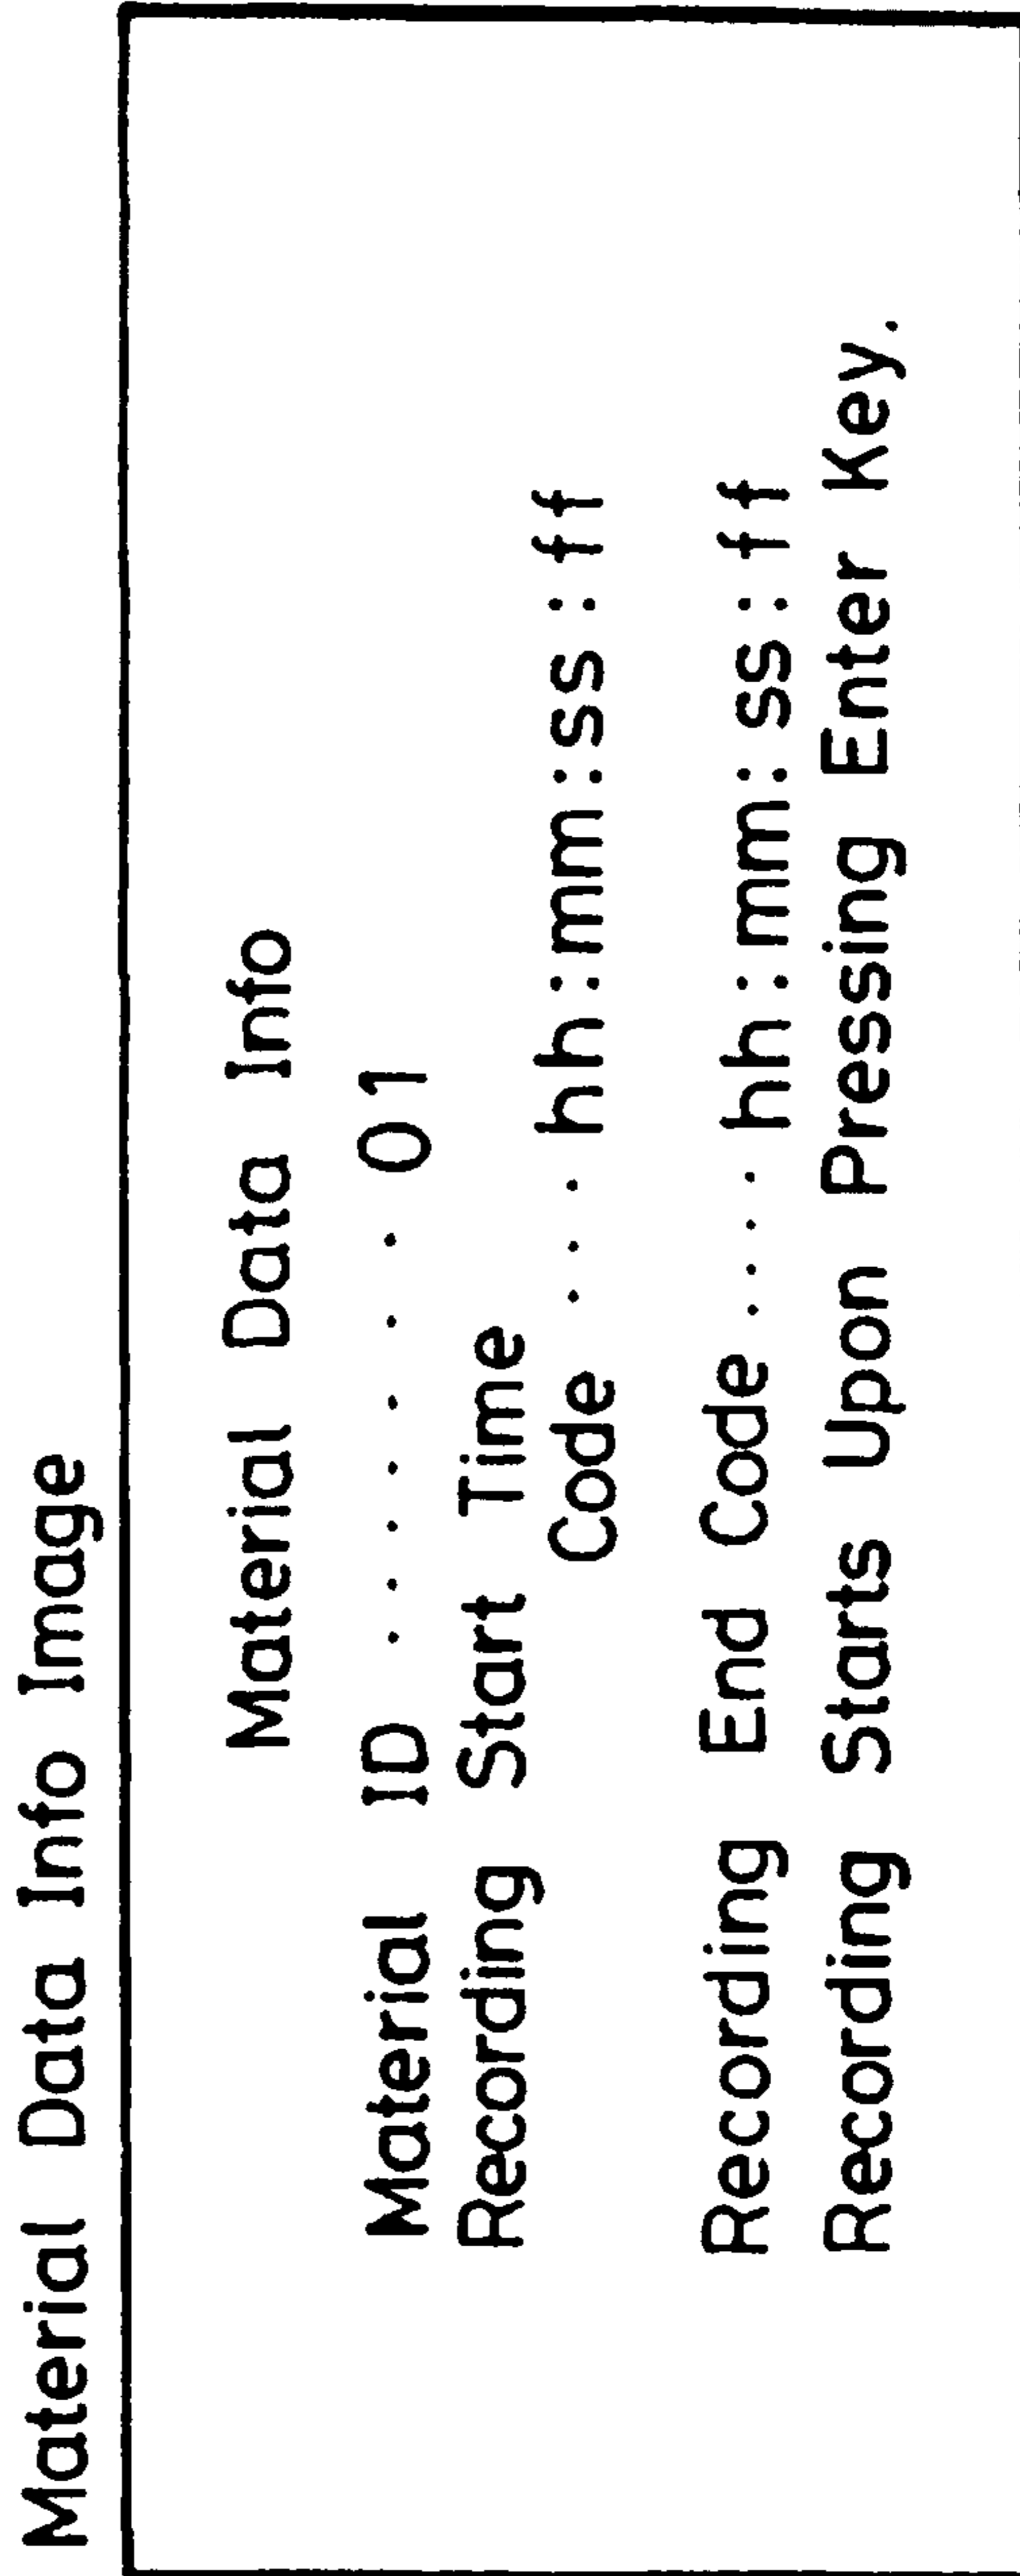 Material Data Info Image
Material Data Info
Material ID ....... 01
Recording Start Time
Code ... hh:mm:ss:ff
Recording End Code .... hh:mm:ss:ff
Recording Starts Upon Pressing Enter Key.